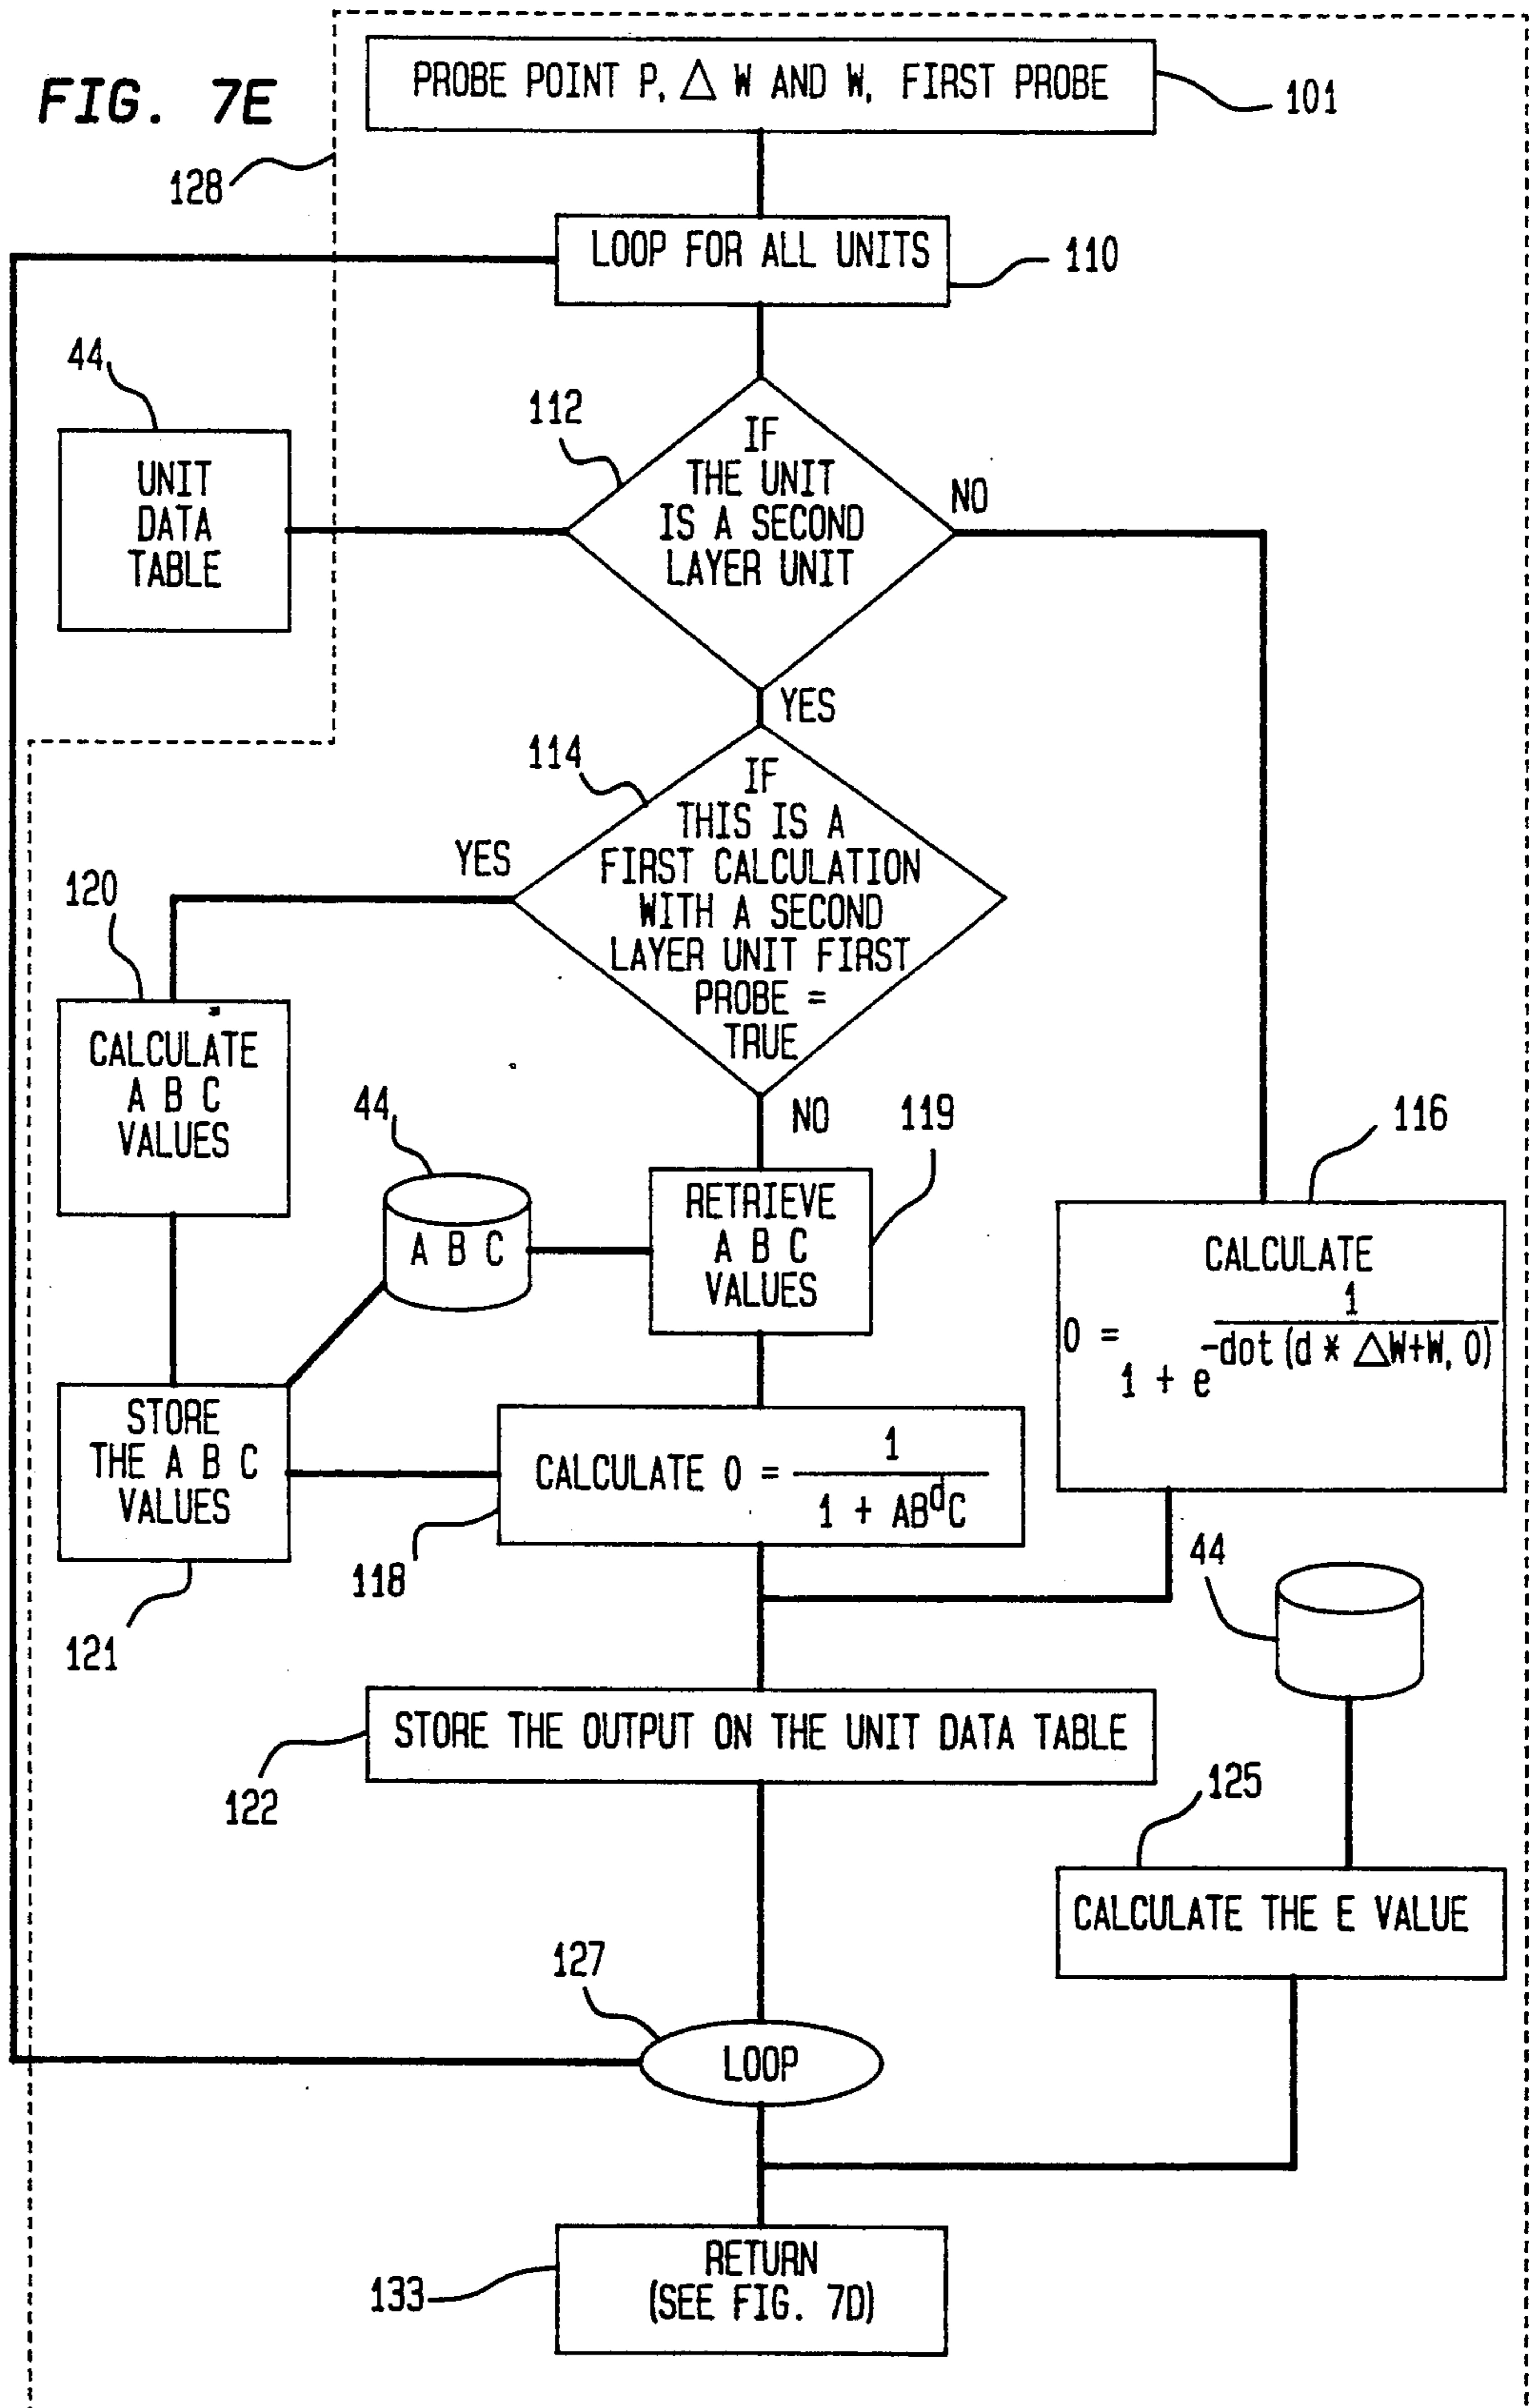 FIG. 7E
PROBE POINT P, △ W AND W, FIRST PROBE
101
128
LOOP FOR ALL UNITS
110
44
UNIT
DATA
TABLE
112
IF
THE UNIT
IS A SECOND
LAYER UNIT
NO
YES
114
IF
THIS IS A
FIRST CALCULATION
WITH A SECOND
LAYER UNIT FIRST
PROBE =
TRUE
YES
NO
120
CALCULATE
A B C
VALUES
44
A B C
119
RETRIEVE
A B C
VALUES
116
CALCULATE
1
O =
1 + e -dot (d * △W+W, O)
STORE
THE A B C
VALUES
121
CALCULATE O = 1
1 + AB^dC
118
44
STORE THE OUTPUT ON THE UNIT DATA TABLE
122
125
CALCULATE THE E VALUE
127
LOOP
RETURN
(SEE FIG. 7D)
133